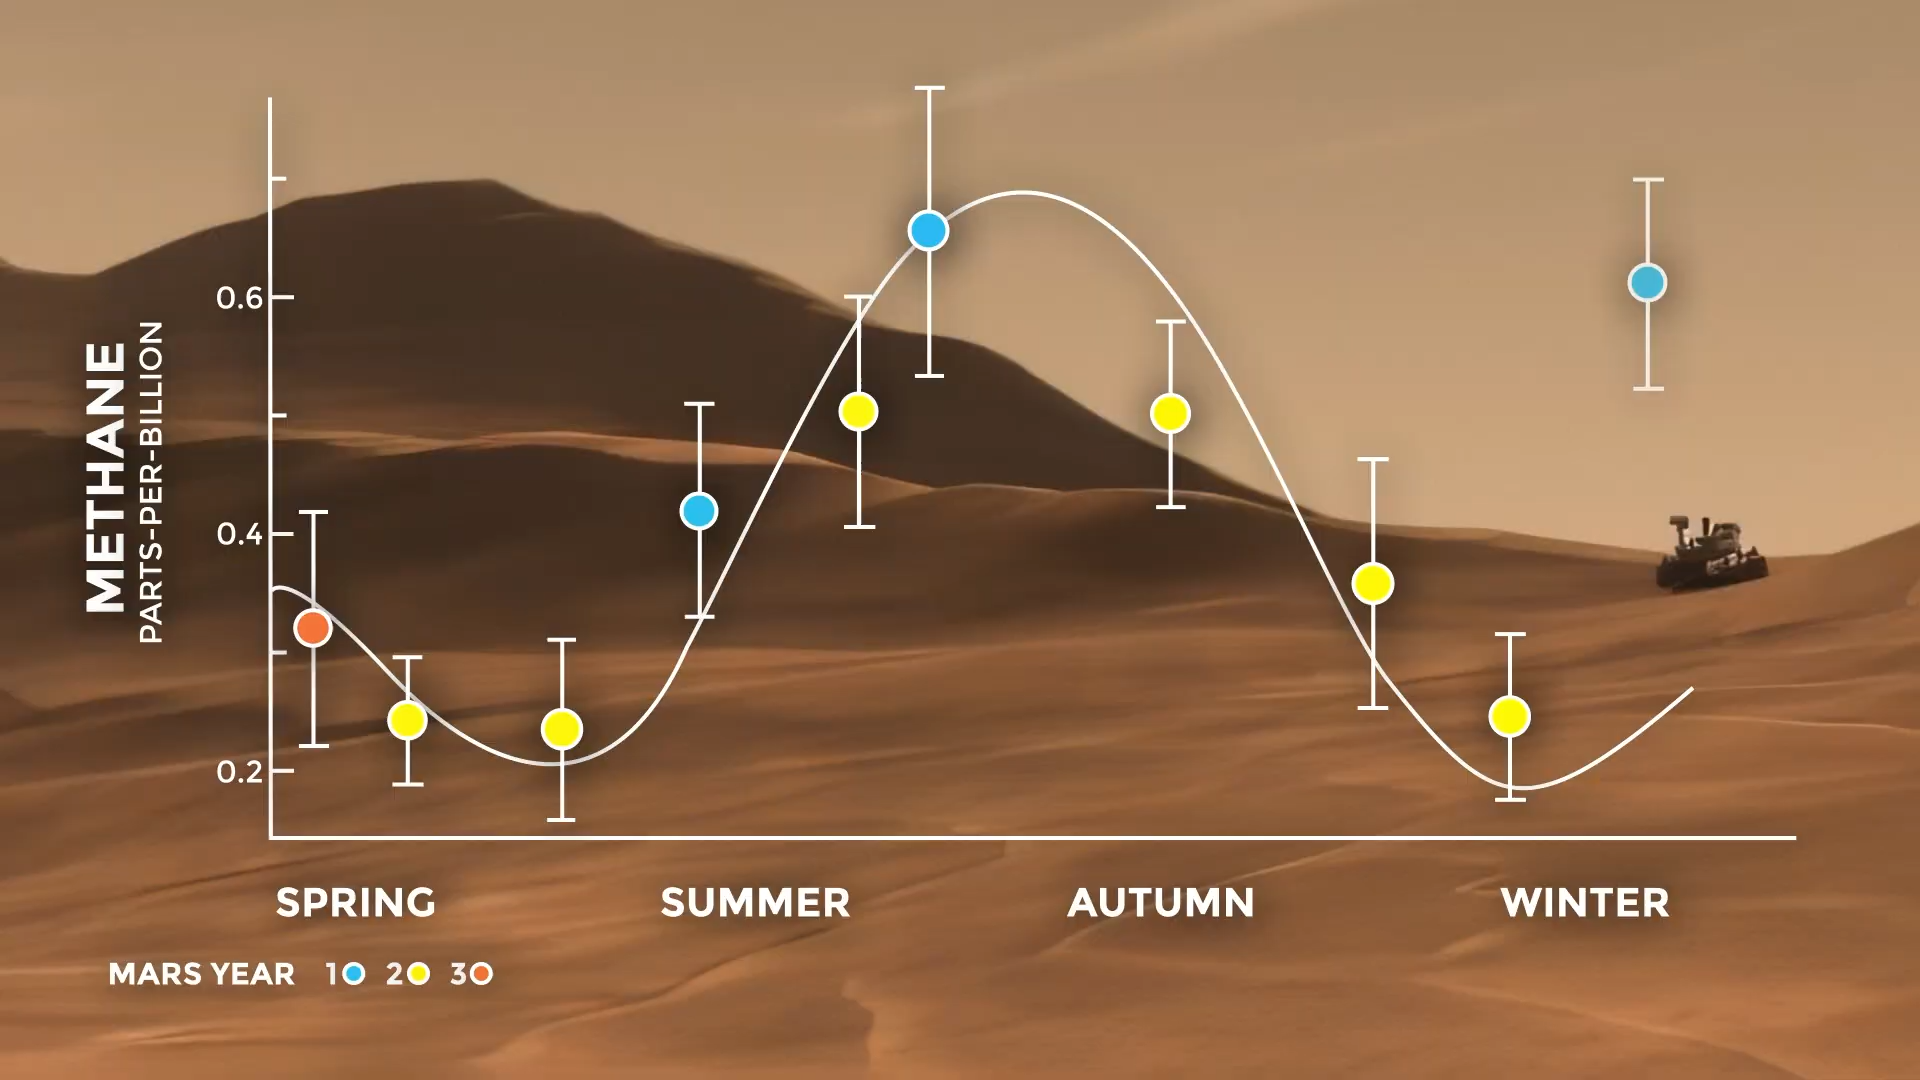 METHANE
PARTS-PER-BILLION
0.6
0.4
0.2
SPRING SUMMER AUTUMN WINTER
MARS YEAR 1 2 3